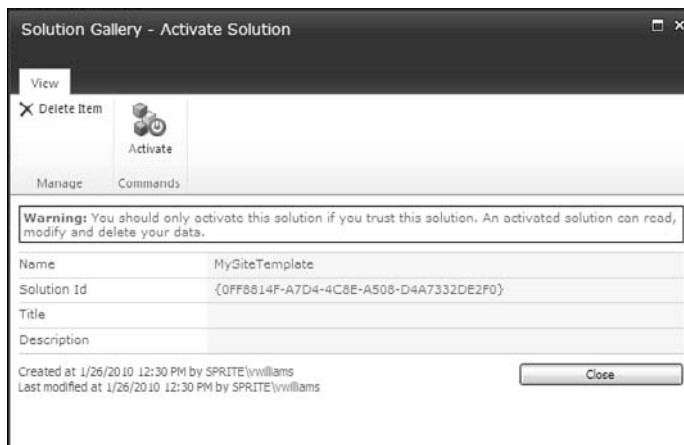 Solution Gallery - Activate Solution
View
Delete Item
Activate
Manage
Commands
Warning: You should only activate this solution if you trust this solution. An activated solution can read,
modify and delete your data.
Name MySiteTemplate
Solution Id {0FF8814F-A7D4-4C8E-A508-D4A7332DE2F0}
Title
Description
Created at 1/26/2010 12:30 PM by SPRITE\vwilliams
Last modified at 1/26/2010 12:30 PM by SPRITE\vwilliams
Close